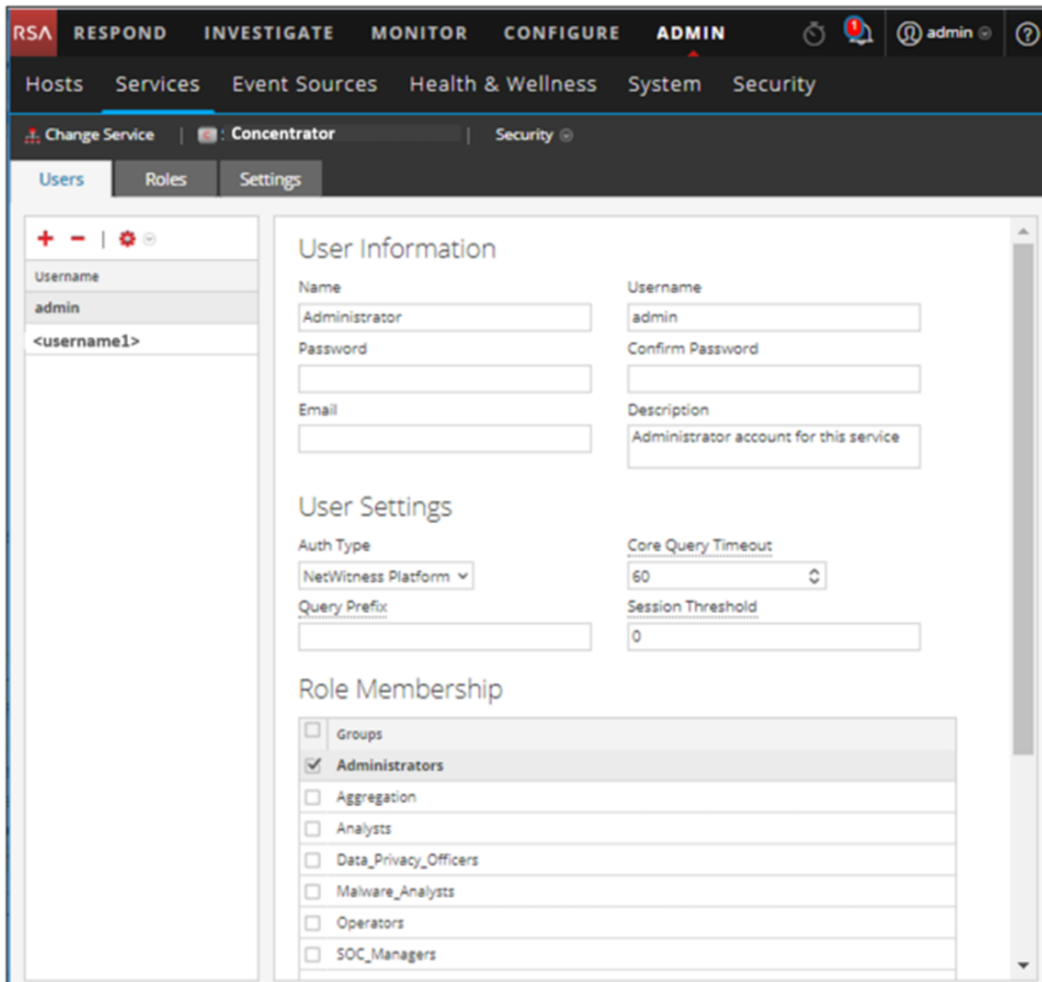 RSA RESPOND INVESTIGATE MONITOR CONFIGURE ADMIN 1 admin ?
Hosts Services Event Sources Health & Wellness System Security
Change Service | C : Concentrator | Security
Users Roles Settings
Username
admin
<username1>
User Information
Name Username
Administrator admin
Password Confirm Password
Email Description
Administrator account for this service
User Settings
Auth Type Core Query Timeout
NetWitness Platform 60
Query Prefix Session Threshold
0
Role Membership
Groups
Administrators
Aggregation
Analysts
Data_Privacy_Officers
Malware_Analysts
Operators
SOC_Managers